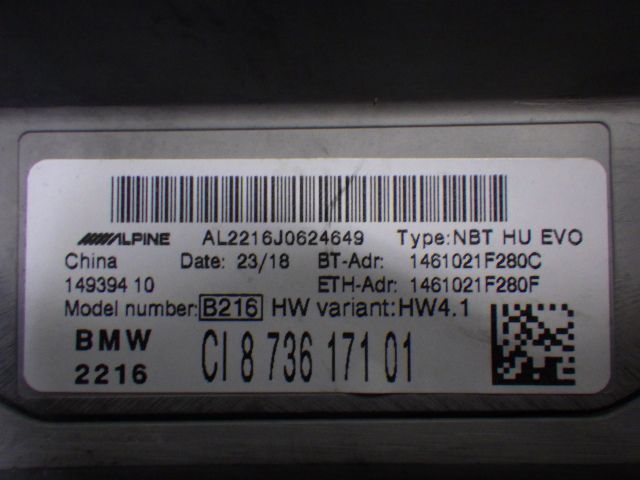 ALPINE AL2216J0624649 Type:NBT HU EVO
China Date: 23/18 BT-Adr: 1461021F280C
149394 10 ETH-Adr: 1461021F280F
Model number: B216 HW variant:HW4.1
BMW
2216 CI 8 736 171 01